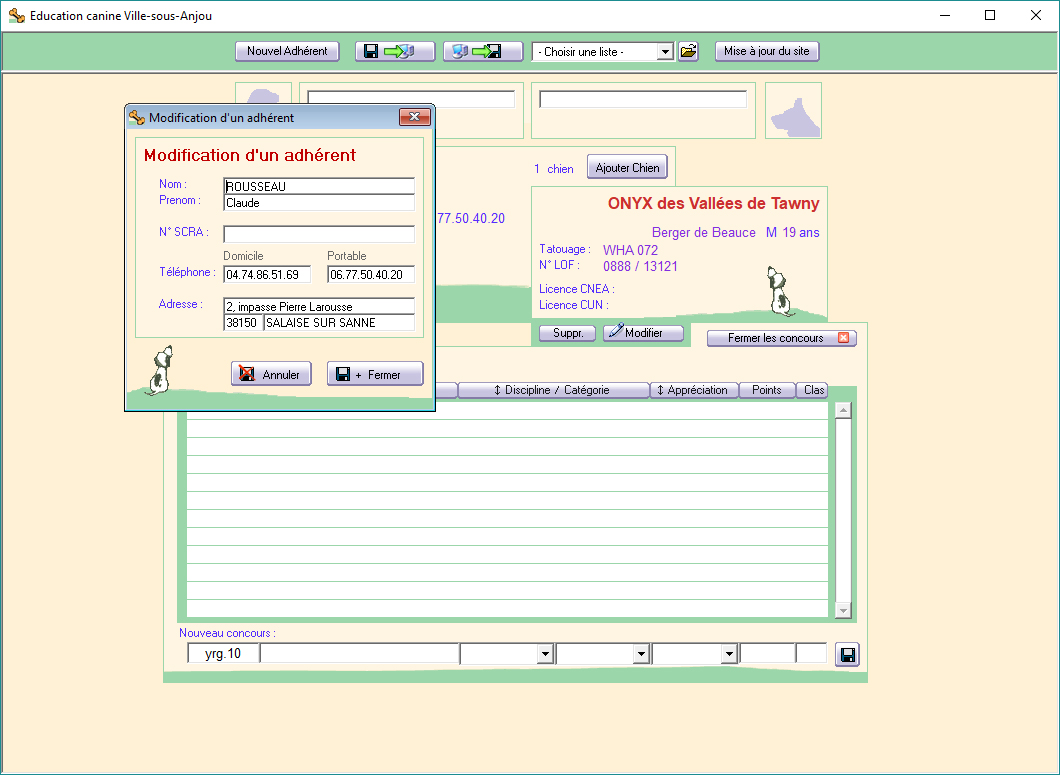 Education canine Ville-sous-Anjou
Nouvel Adhérent
- Choisir une liste -
Mise à jour du site
Modification d'un adhérent
Modification d'un adhérent
Nom :
ROUSSEAU
Prenom :
Claude
N° SCRA :
Domicile
Portable
Téléphone :
04.74.86.51.69
06.77.50.40.20
Adresse :
2, impasse Pierre Larousse
38150
SALAISE SUR SANNE
Annuler
+ Fermer
1 chien
Ajouter Chien
77.50.40.20
ONYX des Vallées de Tawny
Berger de Beauce M 19 ans
Tatouage : WHA 072
N° LOF : 0888 / 13121
Licence CNEA :
Licence CUN :
Suppr.
Modifier
Fermer les concours
↕ Discipline / Catégorie
↕ Appréciation
Points
Clas
Nouveau concours :
yrg.10